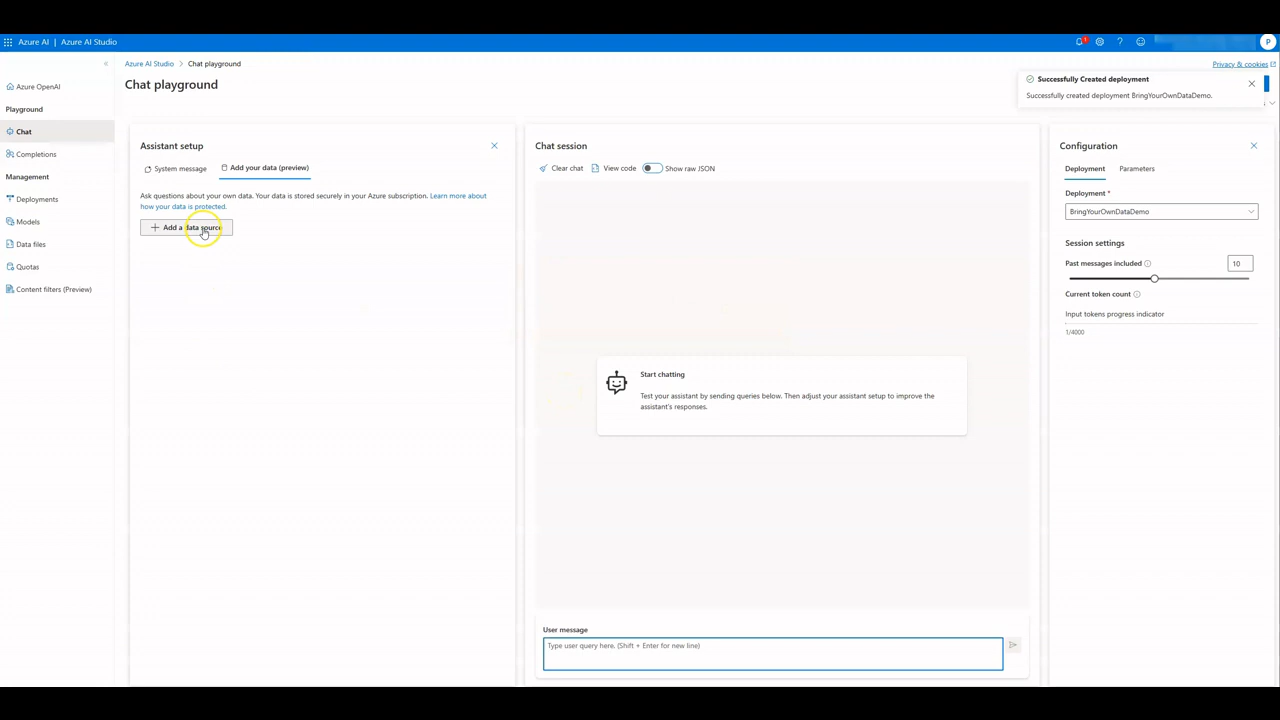 Azure AI | Azure AI Studio
1
?
P
Azure AI Studio > Chat playground
Privacy & cookies
Chat playground
Successfully Created deployment
Successfully created deployment BringYourOwnDataDemo.
Azure OpenAI
Playground
Chat
Completions
Management
Deployments
Models
Data files
Quotas
Content filters (Preview)
Assistant setup
System message
Add your data (preview)
Ask questions about your own data. Your data is stored securely in your Azure subscription. Learn more about
how your data is protected.
+ Add a data source
Chat session
Clear chat
View code
Show raw JSON
Start chatting
Test your assistant by sending queries below. Then adjust your assistant setup to improve the
assistant's responses.
User message
Type user query here. (Shift + Enter for new line)
Configuration
Deployment
Parameters
Deployment *
BringYourOwnDataDemo
Session settings
Past messages included
10
Current token count
Input tokens progress indicator
1/4000